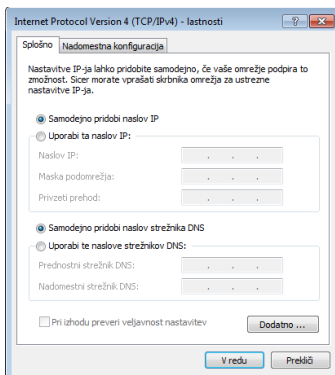 Internet Protocol Version 4 (TCP/IPv4) - lastnosti
Splošno Nadomestna konfiguracija
Nastavitve IP-ja lahko pridobite samodejno, če vaše omrežje podpira to
zmožnost. Sicer morate vprašati skrbnika omrežja za ustrezne
nastavitve IP-ja.
Samodejno pridobi naslov IP
Uporabi ta naslov IP:
Naslov IP:
Maska podomrežja:
Privzeti prehod:
Samodejno pridobi naslov strežnika DNS
Uporabi te naslove strežnikov DNS:
Prednostni strežnik DNS:
Nadomestni strežnik DNS:
Pri izhodu preveri veljavnost nastavitev
Dodatno ...
V redu Prekliči